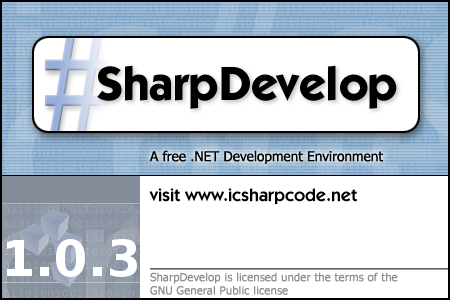 #SharpDevelop
A free .NET Development Environment
visit www.icsharpcode.net
1.0.3
SharpDevelop is licensed under the terms of the
GNU General Public license